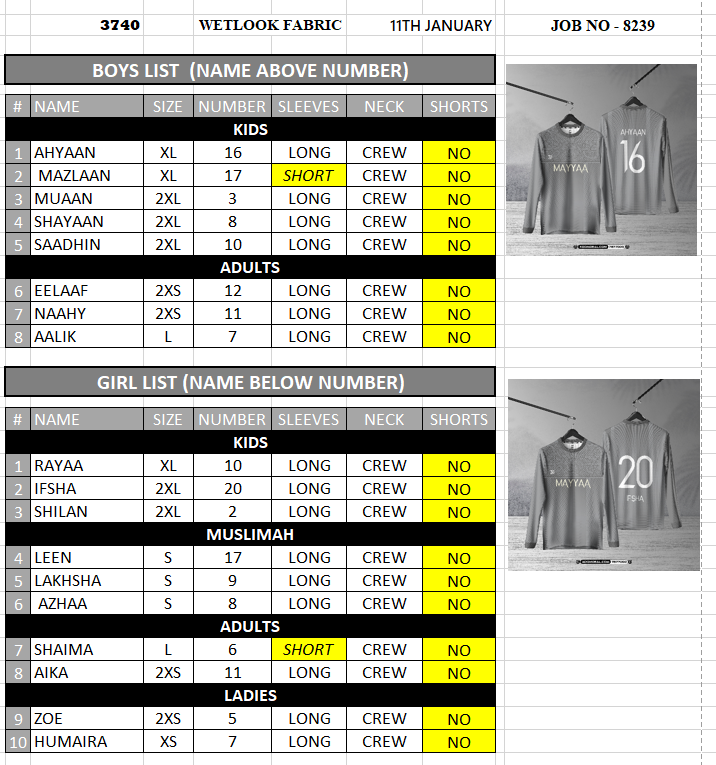 3740 WETLOOK FABRIC 11TH JANUARY JOB NO - 8239
BOYS LIST (NAME ABOVE NUMBER)
# NAME SIZE NUMBER SLEEVES NECK SHORTS
KIDS
1 AHYAAN XL 16 LONG CREW NO
2 MAZLAAN XL 17 SHORT CREW NO
3 MUAAN 2XL 3 LONG CREW NO
4 SHAYAAN 2XL 8 LONG CREW NO
5 SAADHIN 2XL 10 LONG CREW NO
ADULTS
6 EELAAF 2XS 12 LONG CREW NO
7 NAAHY 2XS 11 LONG CREW NO
8 AALIK L 7 LONG CREW NO
AHYAAN
16
MAYYAA
GIRL LIST (NAME BELOW NUMBER)
# NAME SIZE NUMBER SLEEVES NECK SHORTS
KIDS
1 RAYAA XL 10 LONG CREW NO
2 IFSHA 2XL 20 LONG CREW NO
3 SHILAN 2XL 2 LONG CREW NO
MUSLIMAH
4 LEEN S 17 LONG CREW NO
5 LAKHSHA S 9 LONG CREW NO
6 AZHAA S 8 LONG CREW NO
ADULTS
7 SHAIMA L 6 SHORT CREW NO
8 AIKA 2XS 11 LONG CREW NO
LADIES
9 ZOE 2XS 5 LONG CREW NO
10 HUMAIRA XS 7 LONG CREW NO
20
IFSHA
MAYYAA